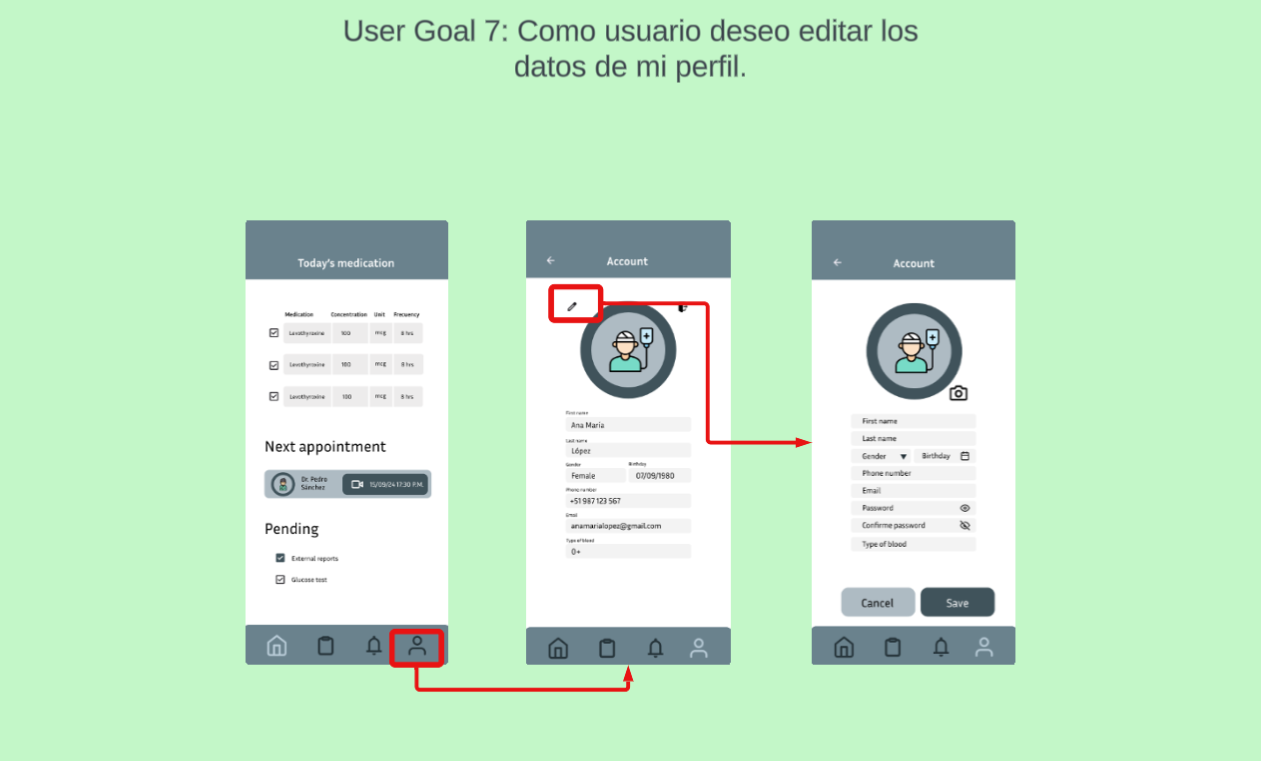 User Goal 7: Como usuario deseo editar los
datos de mi perfil.
Today's medication
Medication Concentration Unit Frecuency
Levothyroxine 100 mcg 8 hrs
Levothyroxine 100 mcg 8 hrs
Levothyroxine 100 mcg 8 hrs
Next appointment
Dr. Pedro
Sánchez
15/09/24 17:30 P.M.
Pending
External reports
Glucose test
Account
First name
Ana María
Last name
López
Gender Birthday
Female 07/09/1980
Phone number
+51 987 123 567
Email
anamarialopez@gmail.com
Type of blood
O+
Account
First name
Last name
Gender Birthday
Phone number
Email
Password
Confirme password
Type of blood
Cancel Save